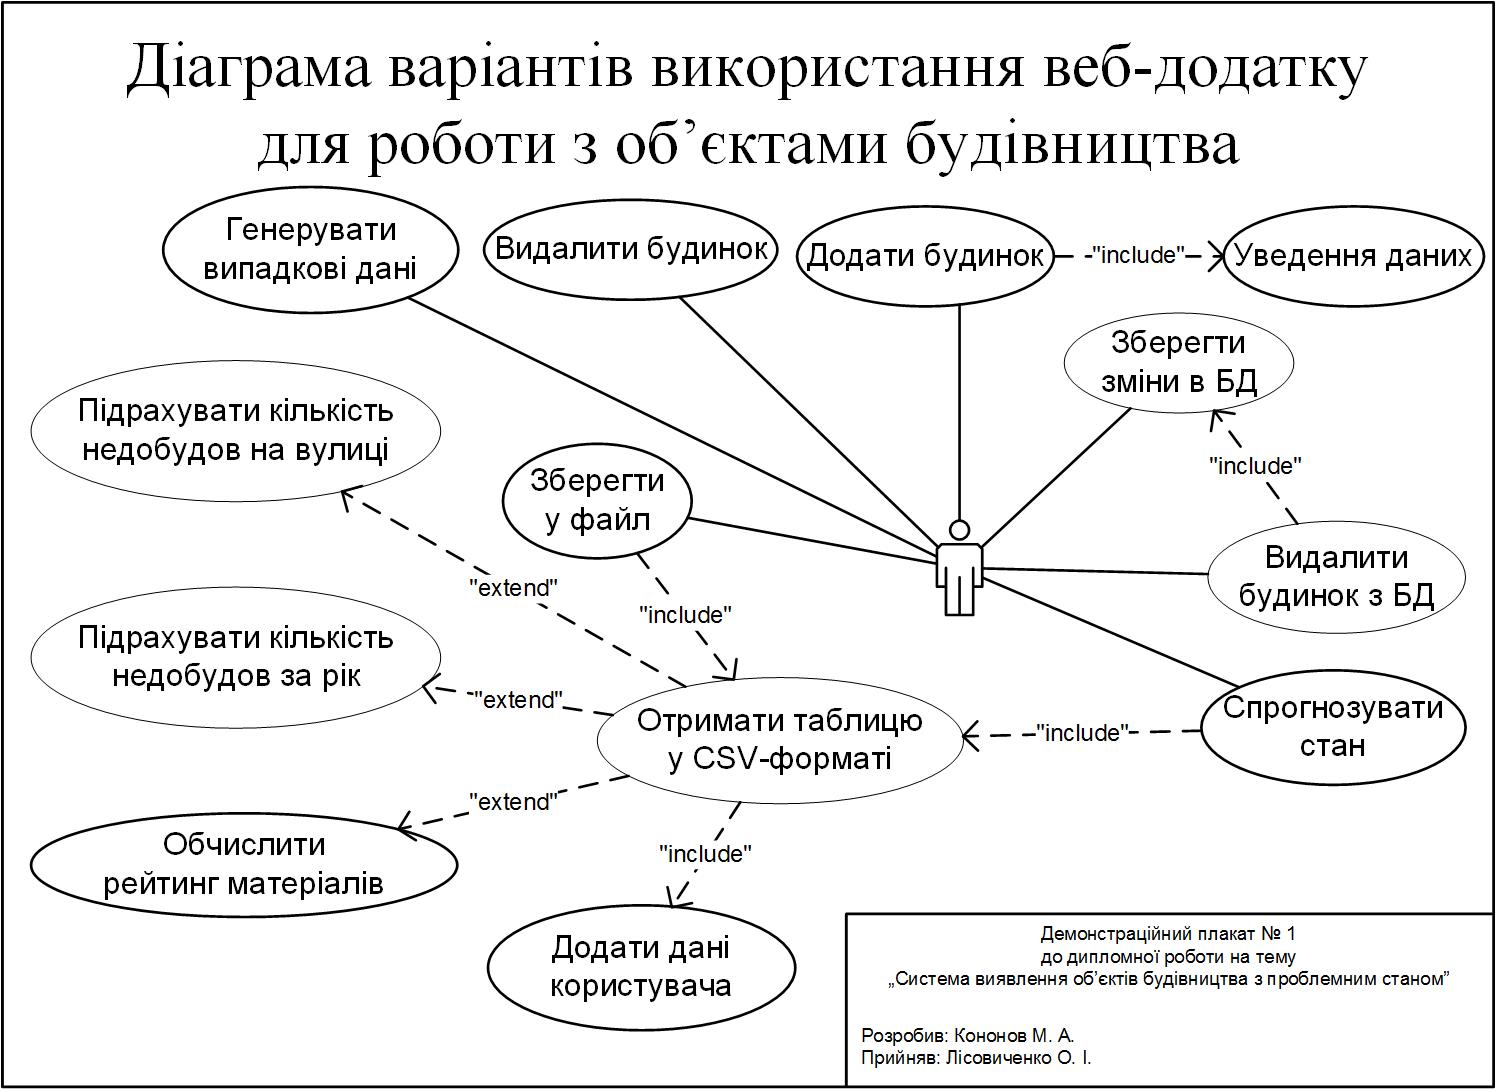 Діаграма варіантів використання веб-додатку
для роботи з об’єктами будівництва
Генерувати
випадкові дані
Видалити будинок
Додати будинок
"include"
Уведення даних
Зберегти
зміни в БД
"include"
Видалити
будинок з БД
Підрахувати кількість
недобудов на вулиці
Зберегти
у файл
"extend"
"include"
Підрахувати кількість
недобудов за рік
"extend"
Отримати таблицю
у CSV-форматі
"include"
Спрогнозувати
стан
"extend"
Обчислити
рейтинг матеріалів
"include"
Додати дані
користувача
Демонстраційний плакат № 1
до дипломної роботи на тему
„Система виявлення об’єктів будівництва з проблемним станом”
Розробив: Кононов М. А.
Прийняв: Лісовиченко О. І.